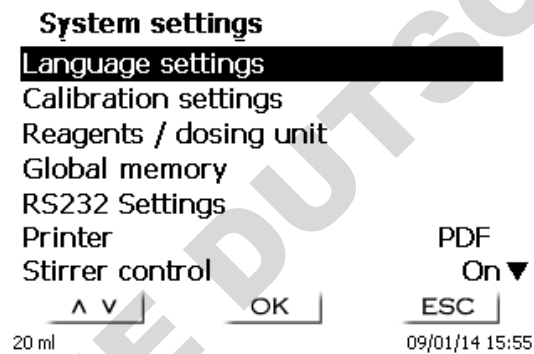 System settings
Language settings
Calibration settings
Reagents / dosing unit
Global memory
RS232 Settings
Printer PDF
Stirrer control On ▼
∧ ∨ OK ESC
20 ml 09/01/14 15:55